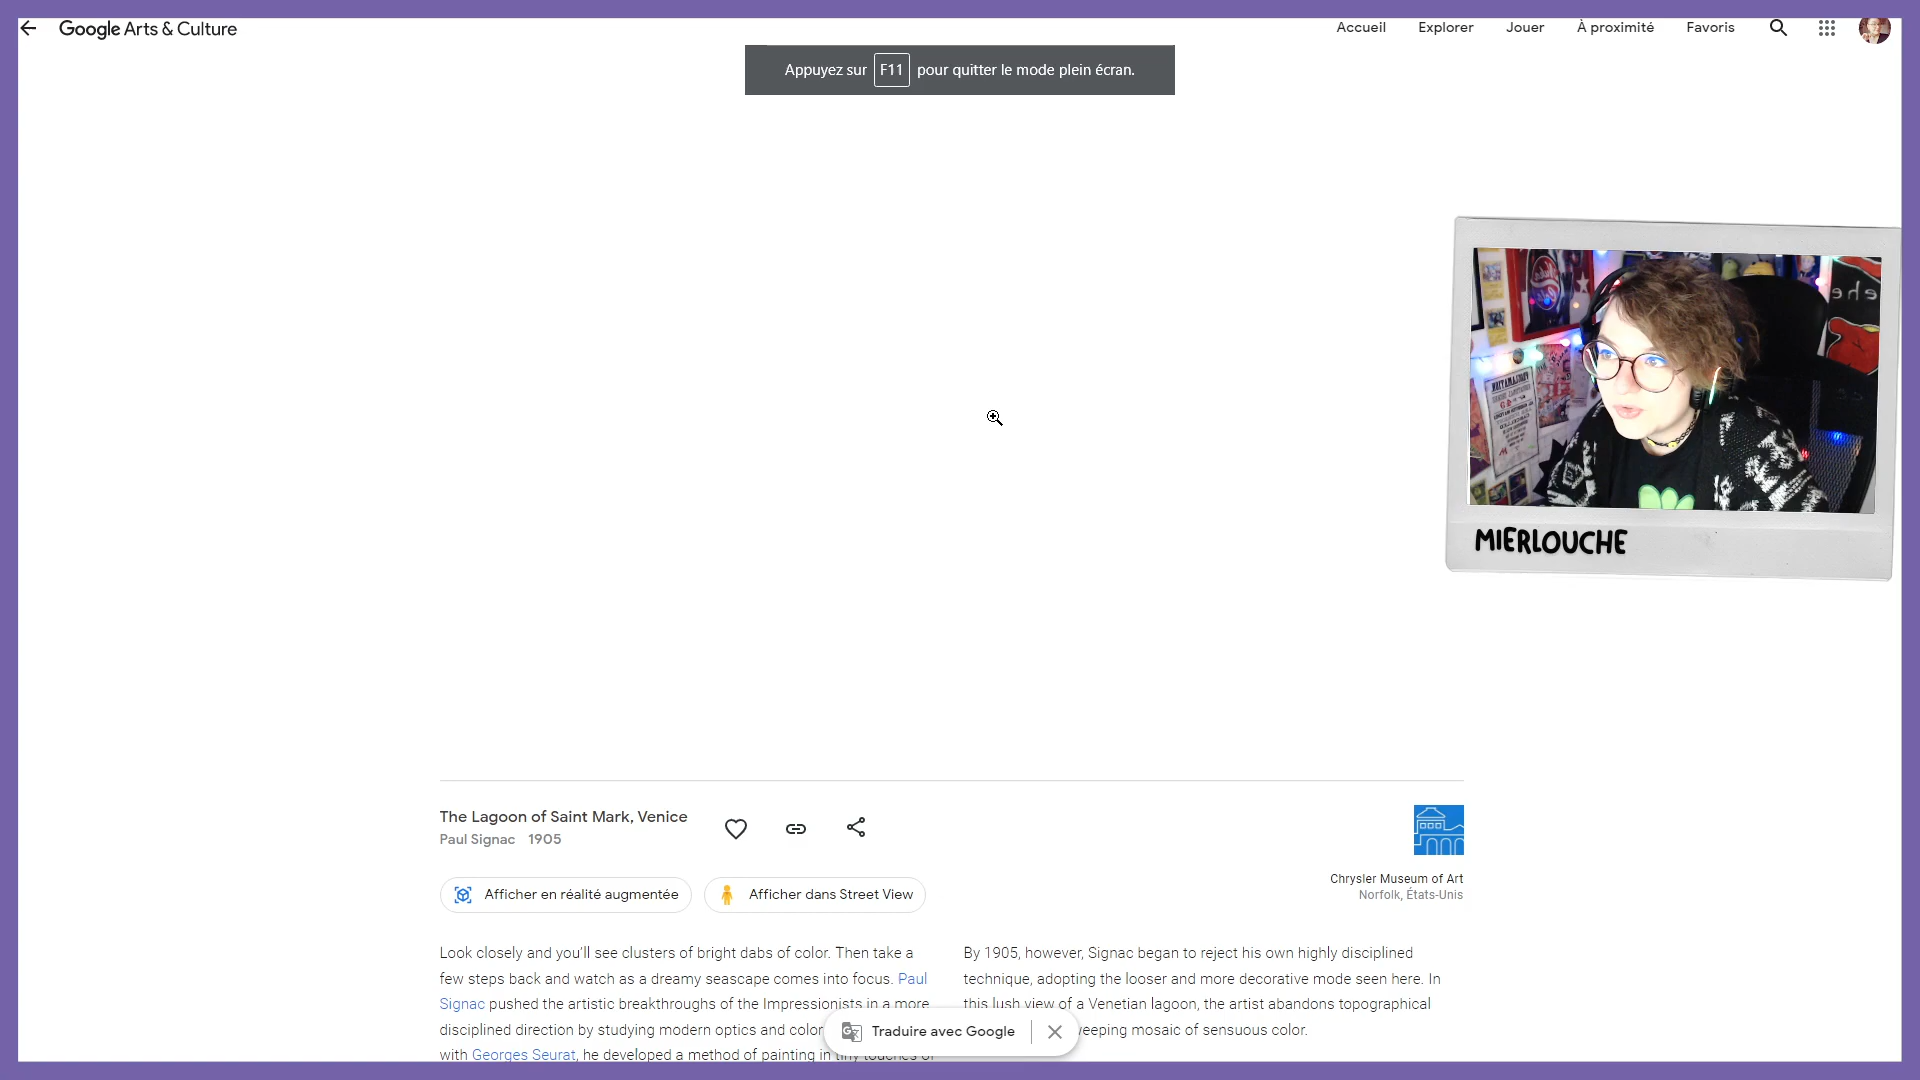 Google Arts & Culture
Accueil Explorer Jouer À proximité Favoris
Appuyez sur F11 pour quitter le mode plein écran.
ehe
MIERLOUCHE
The Lagoon of Saint Mark, Venice
Paul Signac 1905
Chrysler Museum of Art
Norfolk, États-Unis
Afficher en réalité augmentée
Afficher dans Street View
Look closely and you'll see clusters of bright dabs of color. Then take a
few steps back and watch as a dreamy seascape comes into focus. Paul
Signac pushed the artistic breakthroughs of the Impressionists in a more
disciplined direction by studying modern optics and color
with Georges Seurat, he developed a method of painting in tiny touches of
By 1905, however, Signac began to reject his own highly disciplined
technique, adopting the looser and more decorative mode seen here. In
this lush view of a Venetian lagoon, the artist abandons topographical
mosaic of sensuous color.
Traduire avec Google